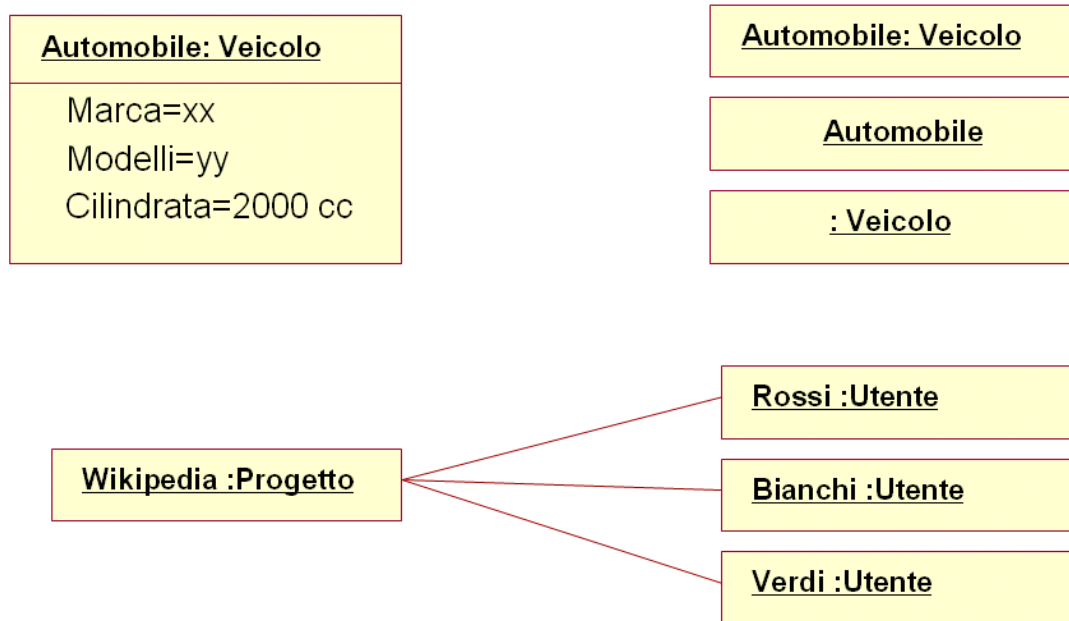 Automobile: Veicolo
Marca=xx
Modelli=yy
Cilindrata=2000 cc
Automobile: Veicolo
Automobile
: Veicolo
Wikipedia :Progetto
Rossi :Utente
Bianchi :Utente
Verdi :Utente